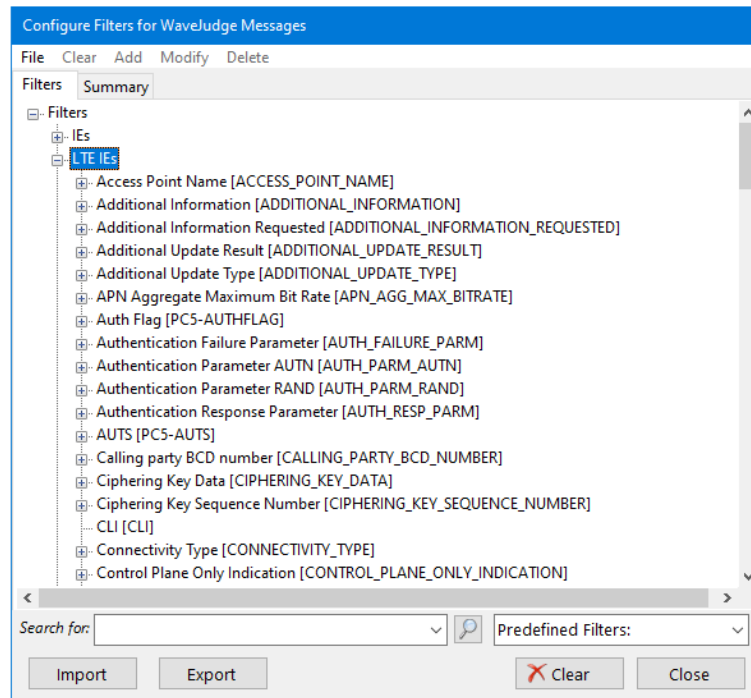 Configure Filters for WaveJudge Messages
File Clear Add Modify Delete
Filters Summary
Filters
IEs
LTE IEs
Access Point Name [ACCESS_POINT_NAME]
Additional Information [ADDITIONAL_INFORMATION]
Additional Information Requested [ADDITIONAL_INFORMATION_REQUESTED]
Additional Update Result [ADDITIONAL_UPDATE_RESULT]
Additional Update Type [ADDITIONAL_UPDATE_TYPE]
APN Aggregate Maximum Bit Rate [APN_AGG_MAX_BITRATE]
Auth Flag [PC5-AUTHFLAG]
Authentication Failure Parameter [AUTH_FAILURE_PARM]
Authentication Parameter AUTN [AUTH_PARM_AUTN]
Authentication Parameter RAND [AUTH_PARM_RAND]
Authentication Response Parameter [AUTH_RESP_PARM]
AUTS [PC5-AUTS]
Calling party BCD number [CALLING_PARTY_BCD_NUMBER]
Ciphering Key Data [CIPHERING_KEY_DATA]
Ciphering Key Sequence Number [CIPHERING_KEY_SEQUENCE_NUMBER]
CLI [CLI]
Connectivity Type [CONNECTIVITY_TYPE]
Control Plane Only Indication [CONTROL_PLANE_ONLY_INDICATION]
Search for: Predefined Filters:
Import Export Clear Close